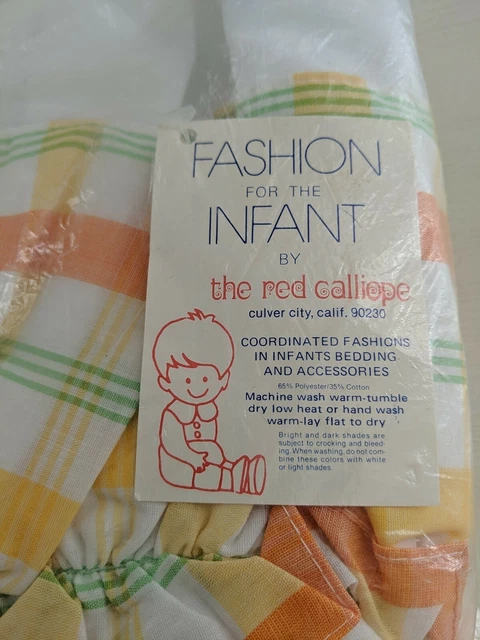 FASHION
FOR THE
INFANT
BY
the red calliope
culver city, calif. 90230
COORDINATED FASHIONS
IN INFANTS BEDDING
AND ACCESSORIES
65% Polyester/35% Cotton
Machine wash warm-tumble
dry low heat or hand wash
warm-lay flat to dry
Bright and dark shades are
subject to crocking and bleed-
ing. When washing, do not com-
bine these colors with white
or light shades.